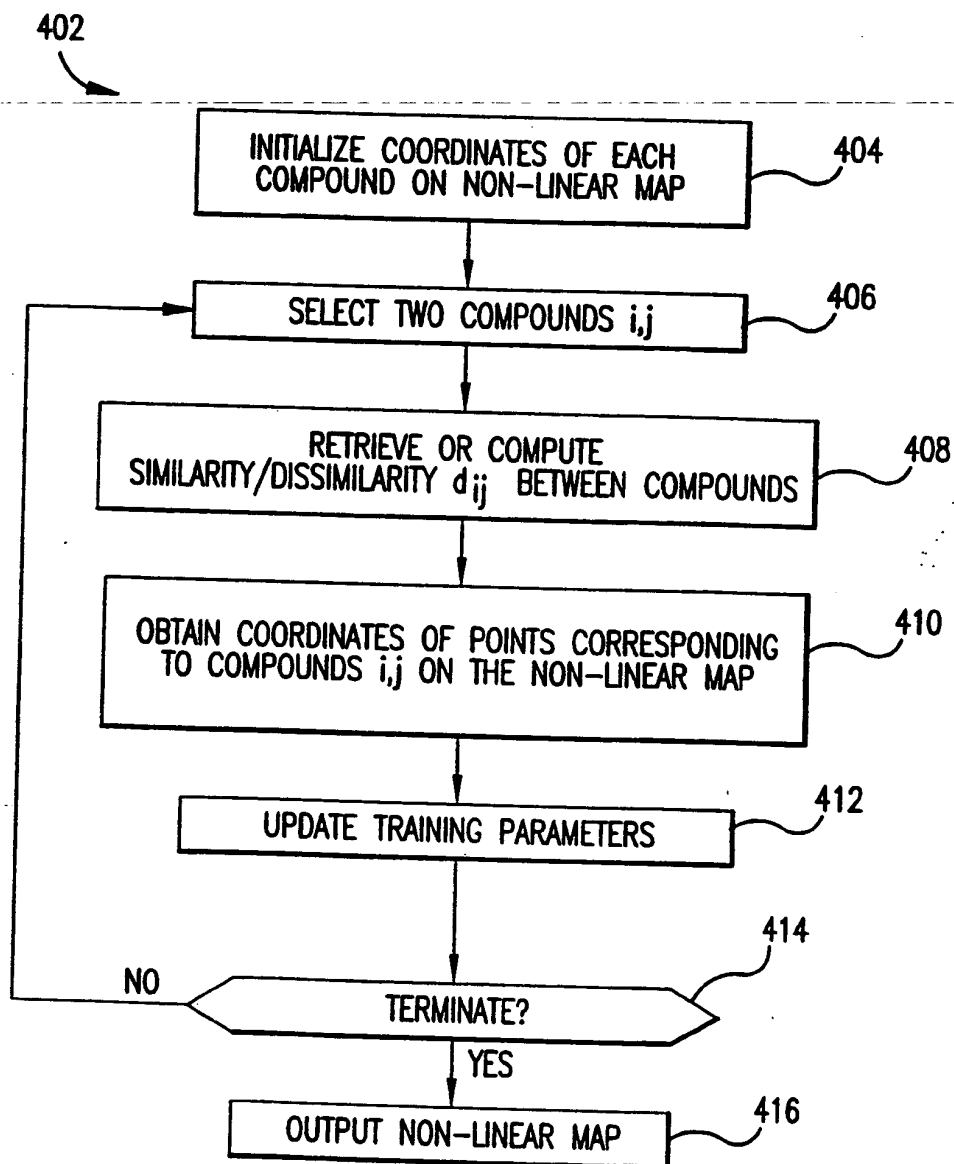 402
INITIALIZE COORDINATES OF EACH
COMPOUND ON NON-LINEAR MAP
404
SELECT TWO COMPOUNDS i,j
406
RETRIEVE OR COMPUTE
SIMILARITY/DISSIMILARITY dij BETWEEN COMPOUNDS
408
OBTAIN COORDINATES OF POINTS CORRESPONDING
TO COMPOUNDS i,j ON THE NON-LINEAR MAP
410
UPDATE TRAINING PARAMETERS
412
TERMINATE?
414
NO
YES
OUTPUT NON-LINEAR MAP
416